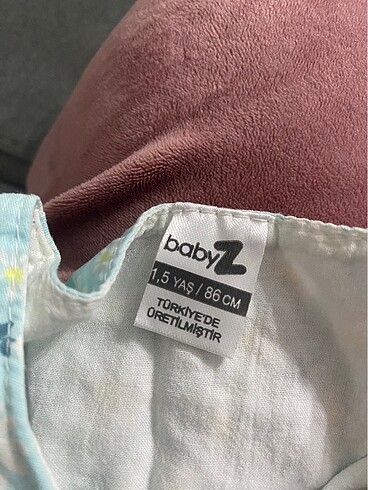 babyZ
1,5 YAŞ / 86 CM
TÜRKİYE'DE
ÜRETİLMİŞTİR